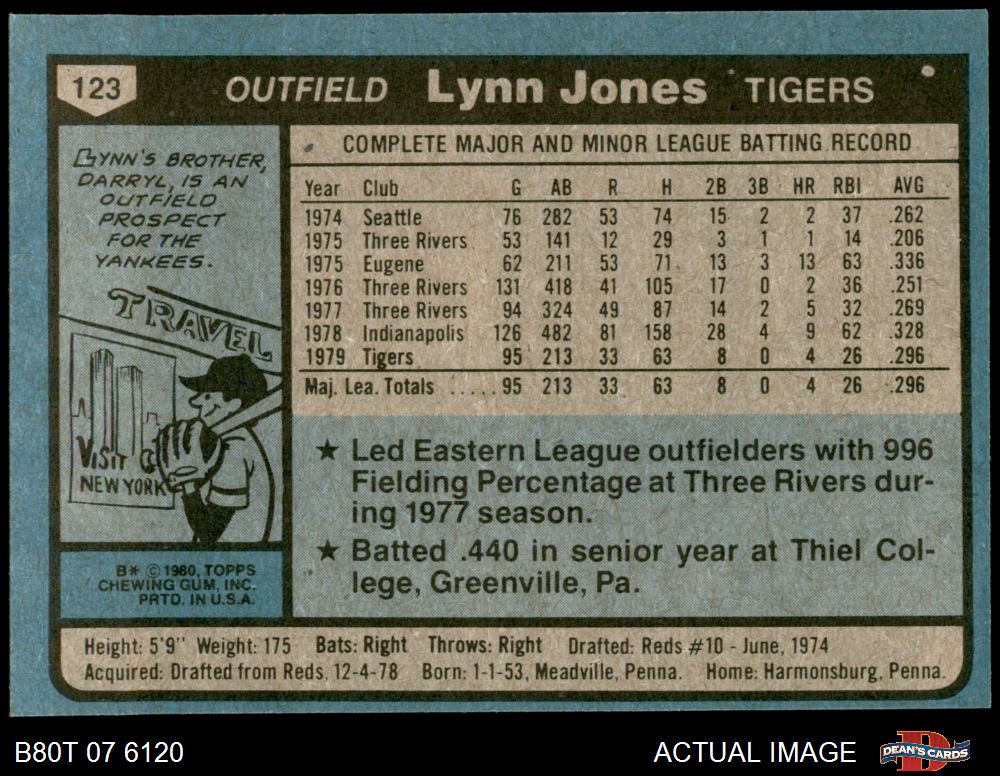 123 OUTFIELD Lynn Jones TIGERS
LYNN'S BROTHER,
DARRYL, IS AN
OUTFIELD
PROSPECT
FOR THE
YANKEES.
TRAVEL
VISIT
NEW YORK
B* © 1980, TOPPS
CHEWING GUM, INC.
PRTD. IN U.S.A.
COMPLETE MAJOR AND MINOR LEAGUE BATTING RECORD
Year Club G AB R H 2B 3B HR RBI AVG
1974 Seattle 76 282 53 74 15 2 2 37 .262
1975 Three Rivers 53 141 12 29 3 1 1 14 .206
1975 Eugene 62 211 53 71 13 3 13 63 .336
1976 Three Rivers 131 418 41 105 17 0 2 36 .251
1977 Three Rivers 94 324 49 87 14 2 5 32 .269
1978 Indianapolis 126 482 81 158 28 4 9 62 .328
1979 Tigers 95 213 33 63 8 0 4 26 .296
Maj. Lea. Totals ..... 95 213 33 63 8 0 4 26 .296
★ Led Eastern League outfielders with 996
Fielding Percentage at Three Rivers dur-
ing 1977 season.
★ Batted .440 in senior year at Thiel Col-
lege, Greenville, Pa.
Height: 5'9" Weight: 175 Bats: Right Throws: Right Drafted: Reds #10 - June, 1974
Acquired: Drafted from Reds, 12-4-78 Born: 1-1-53, Meadville, Penna. Home: Harmonsburg, Penna.
B80T 07 6120 ACTUAL IMAGE DEAN'S CARDS